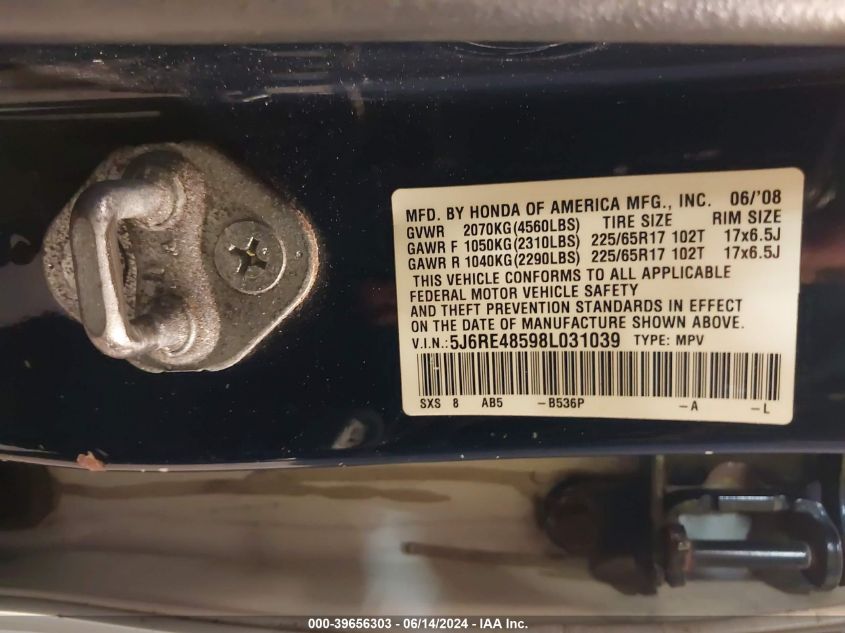 MFD. BY HONDA OF AMERICA MFG., INC. 06/'08
GVWR 2070KG(4560LBS) TIRE SIZE RIM SIZE
GAWR F 1050KG(2310LBS) 225/65R17 102T 17x6.5J
GAWR R 1040KG(2290LBS) 225/65R17 102T 17x6.5J
THIS VEHICLE CONFORMS TO ALL APPLICABLE
FEDERAL MOTOR VEHICLE SAFETY
AND THEFT PREVENTION STANDARDS IN EFFECT
ON THE DATE OF MANUFACTURE SHOWN ABOVE.
V.I.N.: 5J6RE48598L031039 TYPE: MPV
SXS 8 AB5 -B536P -A -L
000-39656303 - 06/14/2024 - IAA Inc.